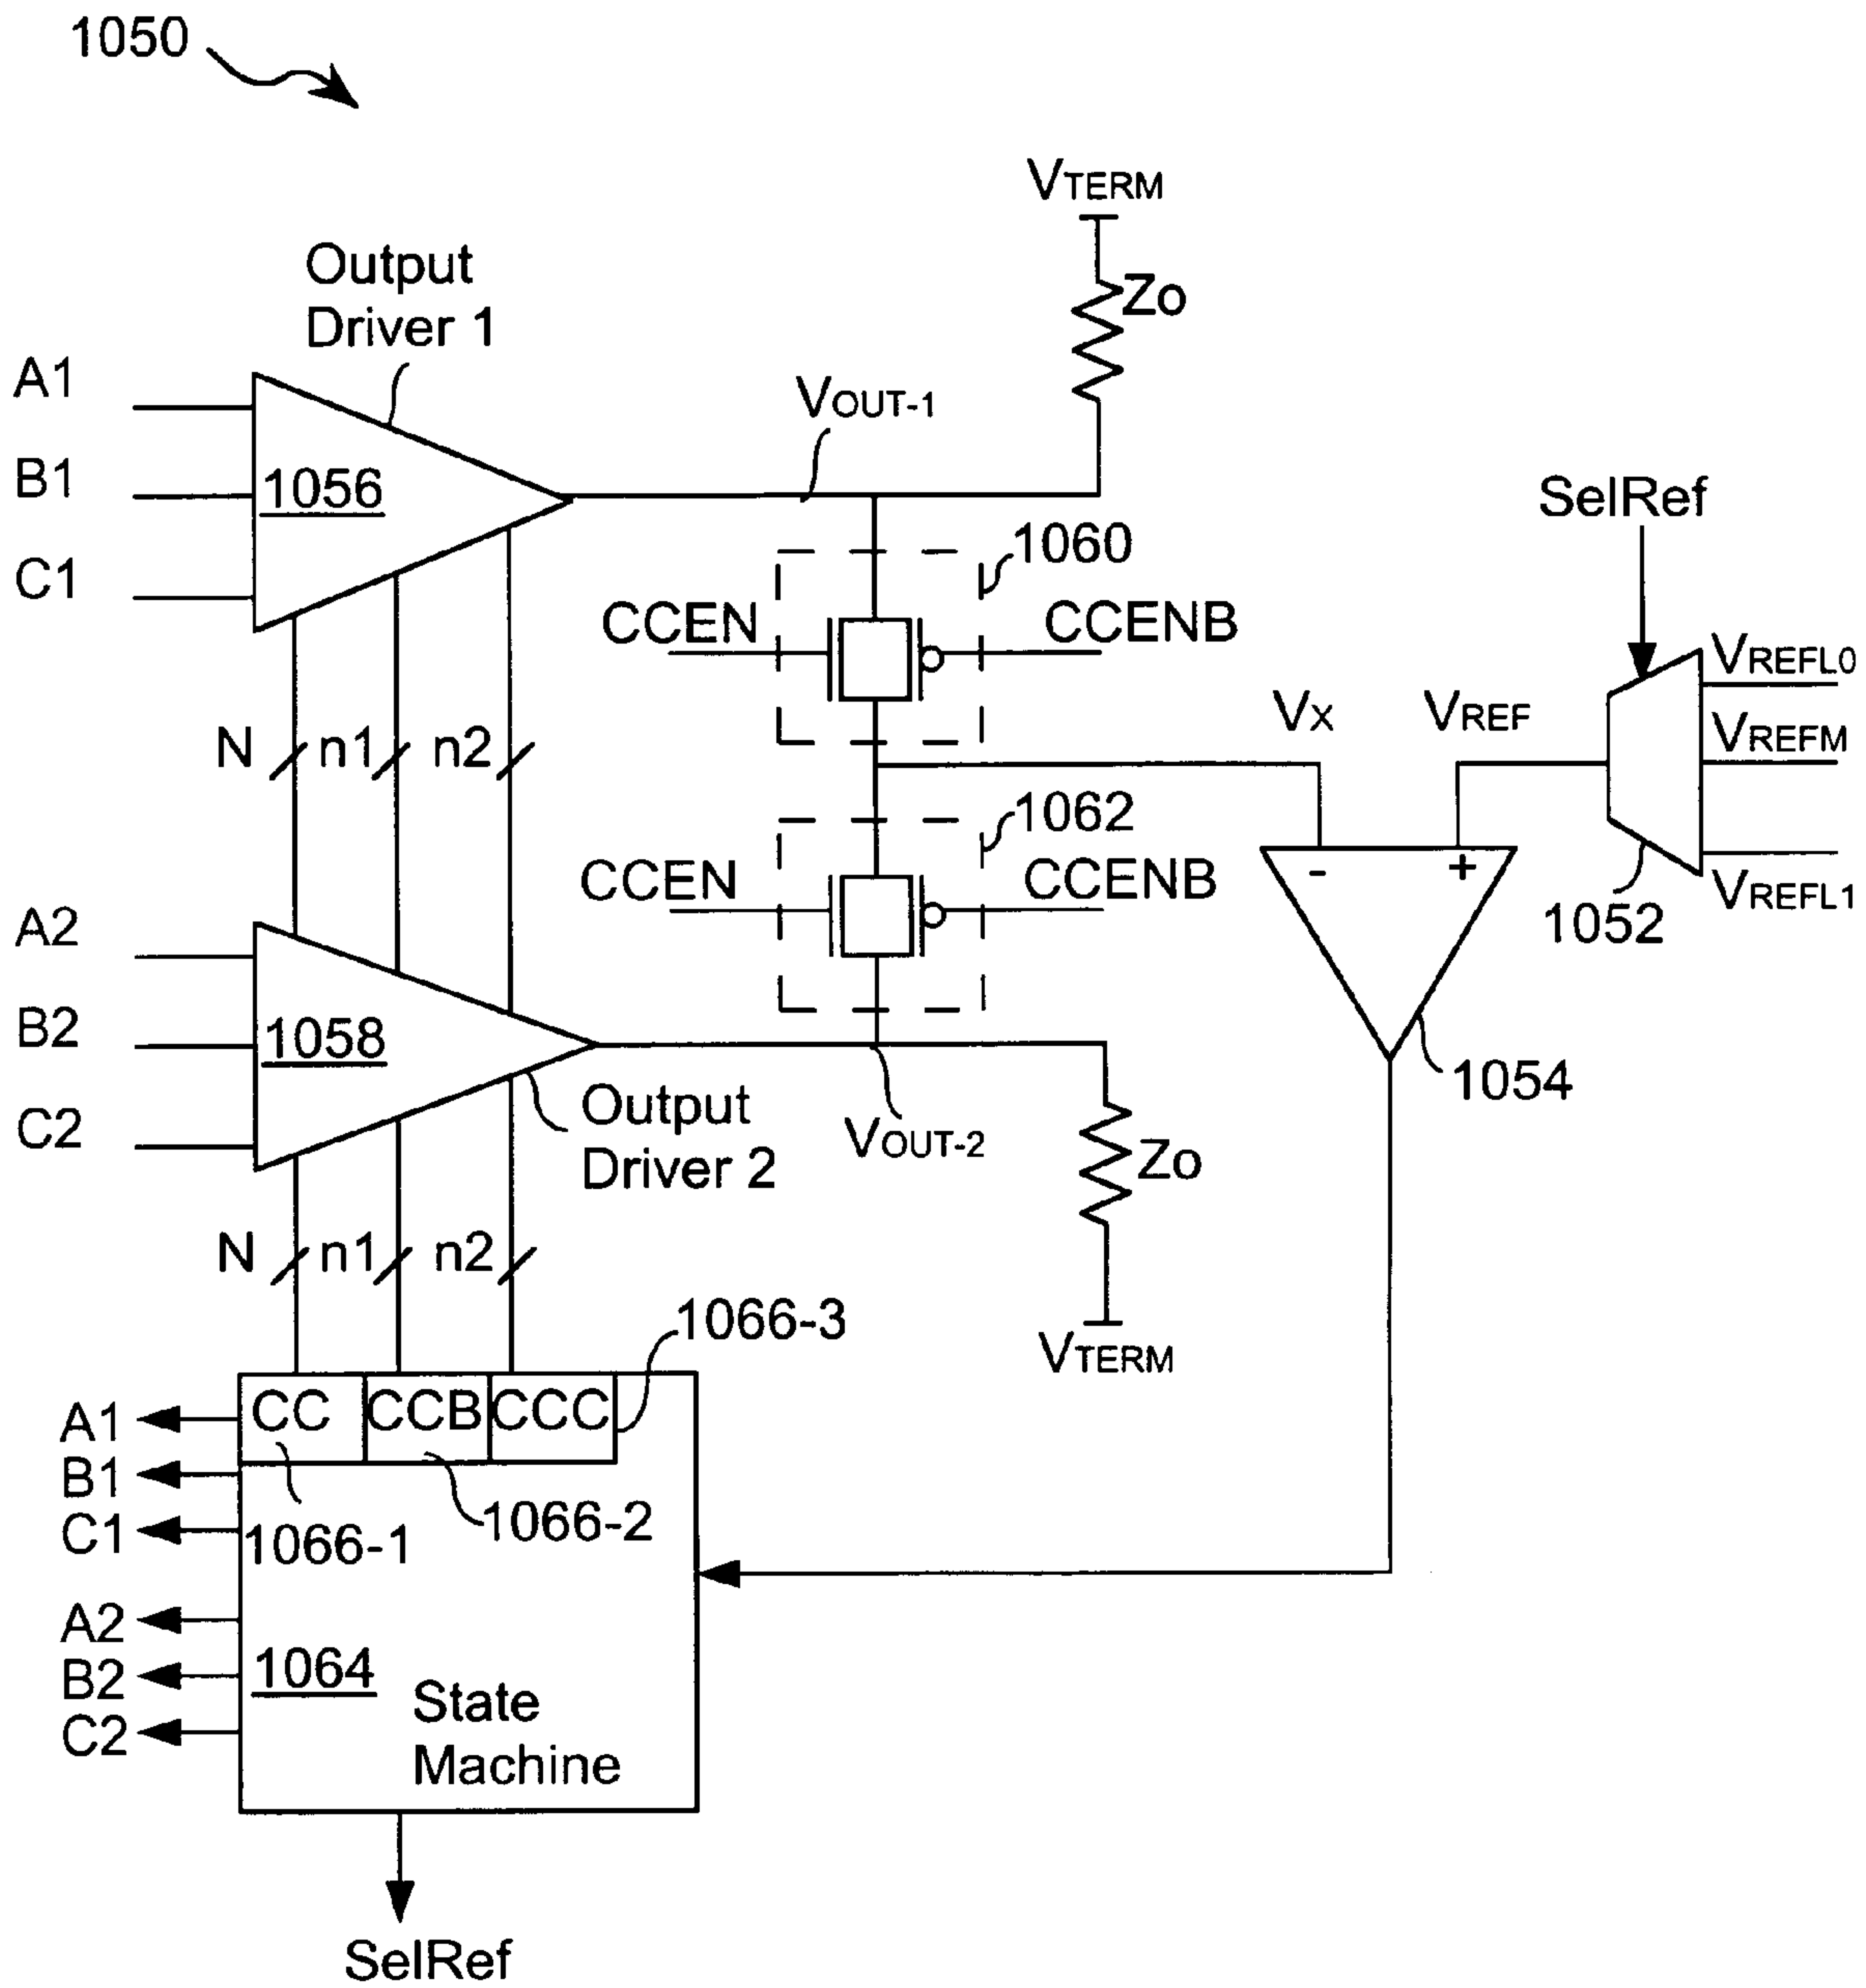 1050
VTERM
Zo
Output
Driver 1
A1
VOUT-1
B1
1056
SelRef
C1
1060
CCEN
CCENB
VREFL0
N
n1
n2
VX
VREF
VREFM
1062
CCEN
CCENB
- +
VREFL1
1052
A2
B2
1058
1054
C2
Output
Driver 2
VOUT-2
Zo
N
n1
n2
1066-3
VTERM
CC
CCB
CCC
A1
B1
C1
1066-1
1066-2
A2
B2
C2
1064
State
Machine
SelRef